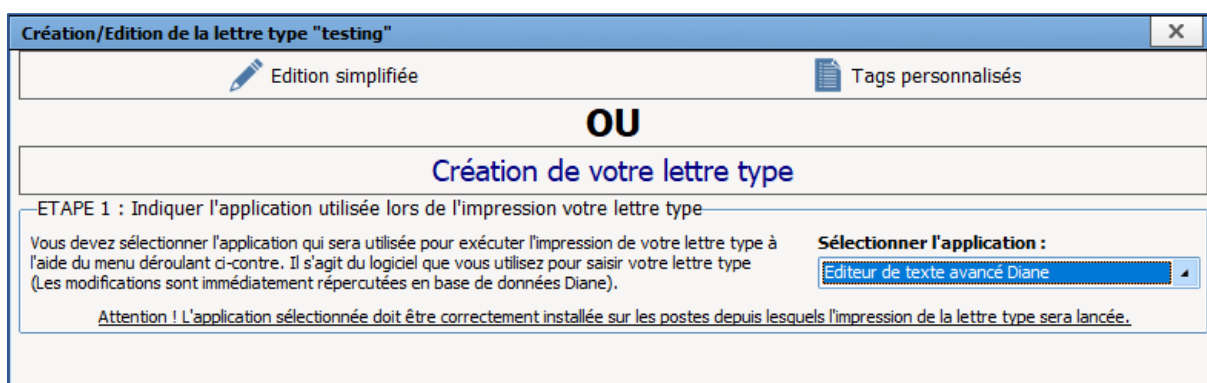 Création/Edition de la lettre type "testing"
Edition simplifiée
Tags personnalisés
OU
Création de votre lettre type
ETAPE 1 : Indiquer l'application utilisée lors de l'impression votre lettre type
Vous devez sélectionner l'application qui sera utilisée pour exécuter l'impression de votre lettre type à
l'aide du menu déroulant ci-contre. Il s'agit du logiciel que vous utilisez pour saisir votre lettre type
(Les modifications sont immédiatement répercutées en base de données Diane).
Sélectionner l'application :
Editeur de texte avancé Diane
Attention ! L'application sélectionnée doit être correctement installée sur les postes depuis lesquels l'impression de la lettre type sera lancée.